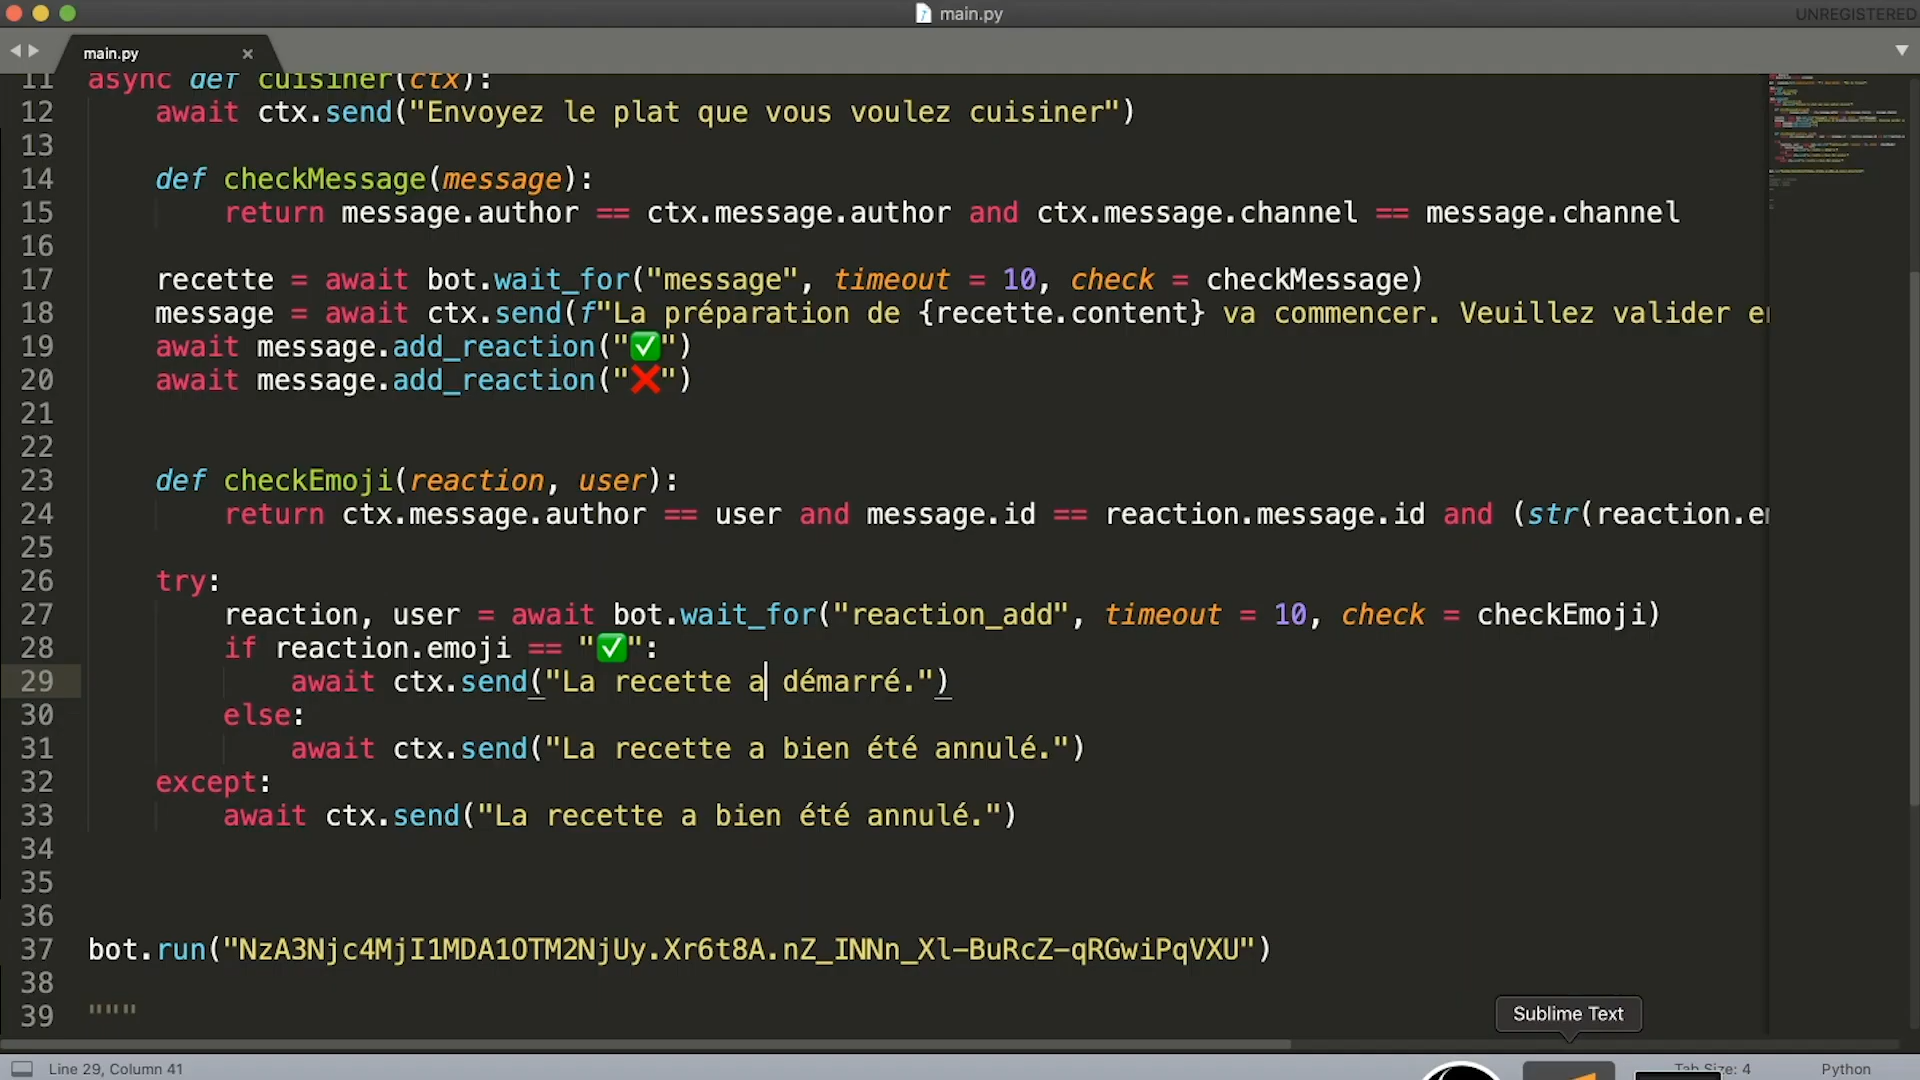 main.py
UNREGISTERED
main.py ×
11 async def cuisiner(ctx):
12 await ctx.send("Envoyez le plat que vous voulez cuisiner")
13
14 def checkMessage(message):
15 return message.author == ctx.message.author and ctx.message.channel == message.channel
16
17 recette = await bot.wait_for("message", timeout = 10, check = checkMessage)
18 message = await ctx.send(f"La préparation de {recette.content} va commencer. Veuillez valider en
19 await message.add_reaction("✅")
20 await message.add_reaction("❌")
21
22
23 def checkEmoji(reaction, user):
24 return ctx.message.author == user and message.id == reaction.message.id and (str(reaction.em
25
26 try:
27 reaction, user = await bot.wait_for("reaction_add", timeout = 10, check = checkEmoji)
28 if reaction.emoji == "✅":
29 await ctx.send("La recette a démarré.")
30 else:
31 await ctx.send("La recette a bien été annulé.")
32 except:
33 await ctx.send("La recette a bien été annulé.")
34
35
36
37 bot.run("NzA3Njc4MjI1MDA1OTM2NjUy.Xr6t8A.nZ_INNn_Xl-BuRcZ-qRGwiPqVXU")
38
39 """
Sublime Text
Line 29, Column 41
Tab Size: 4
Python